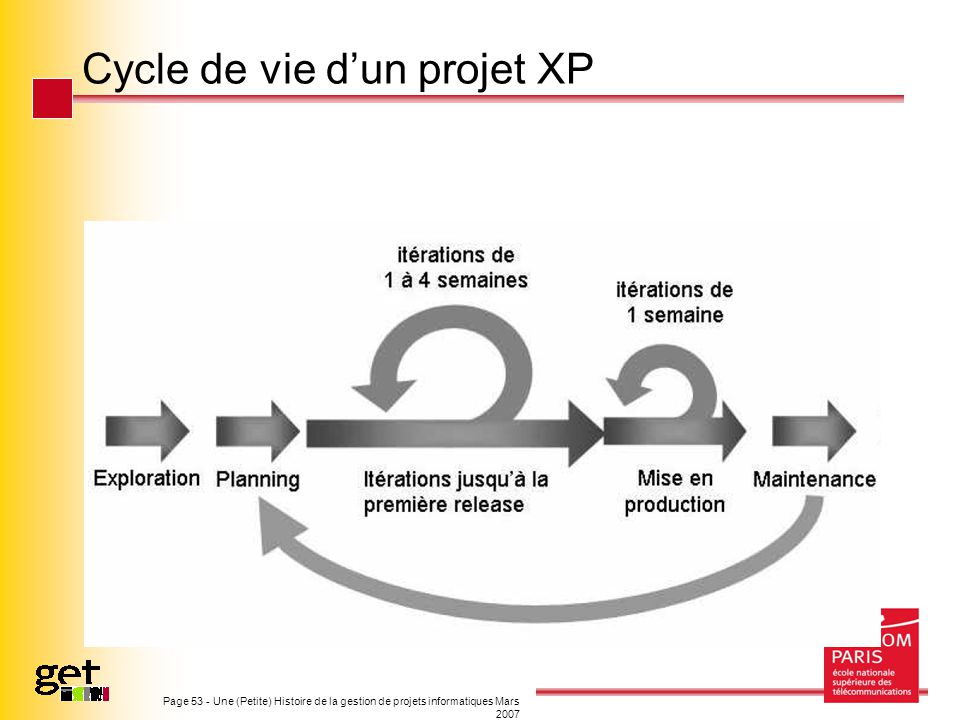 Cycle de vie d’un projet XP
itérations de
1 à 4 semaines
itérations de
1 semaine
Exploration
Planning
Itérations jusqu’à la
première release
Mise en
production
Maintenance
get
OM
PARIS
école nationale
supérieure des
télécommunications
Page 53 - Une (Petite) Histoire de la gestion de projets informatiques Mars
2007